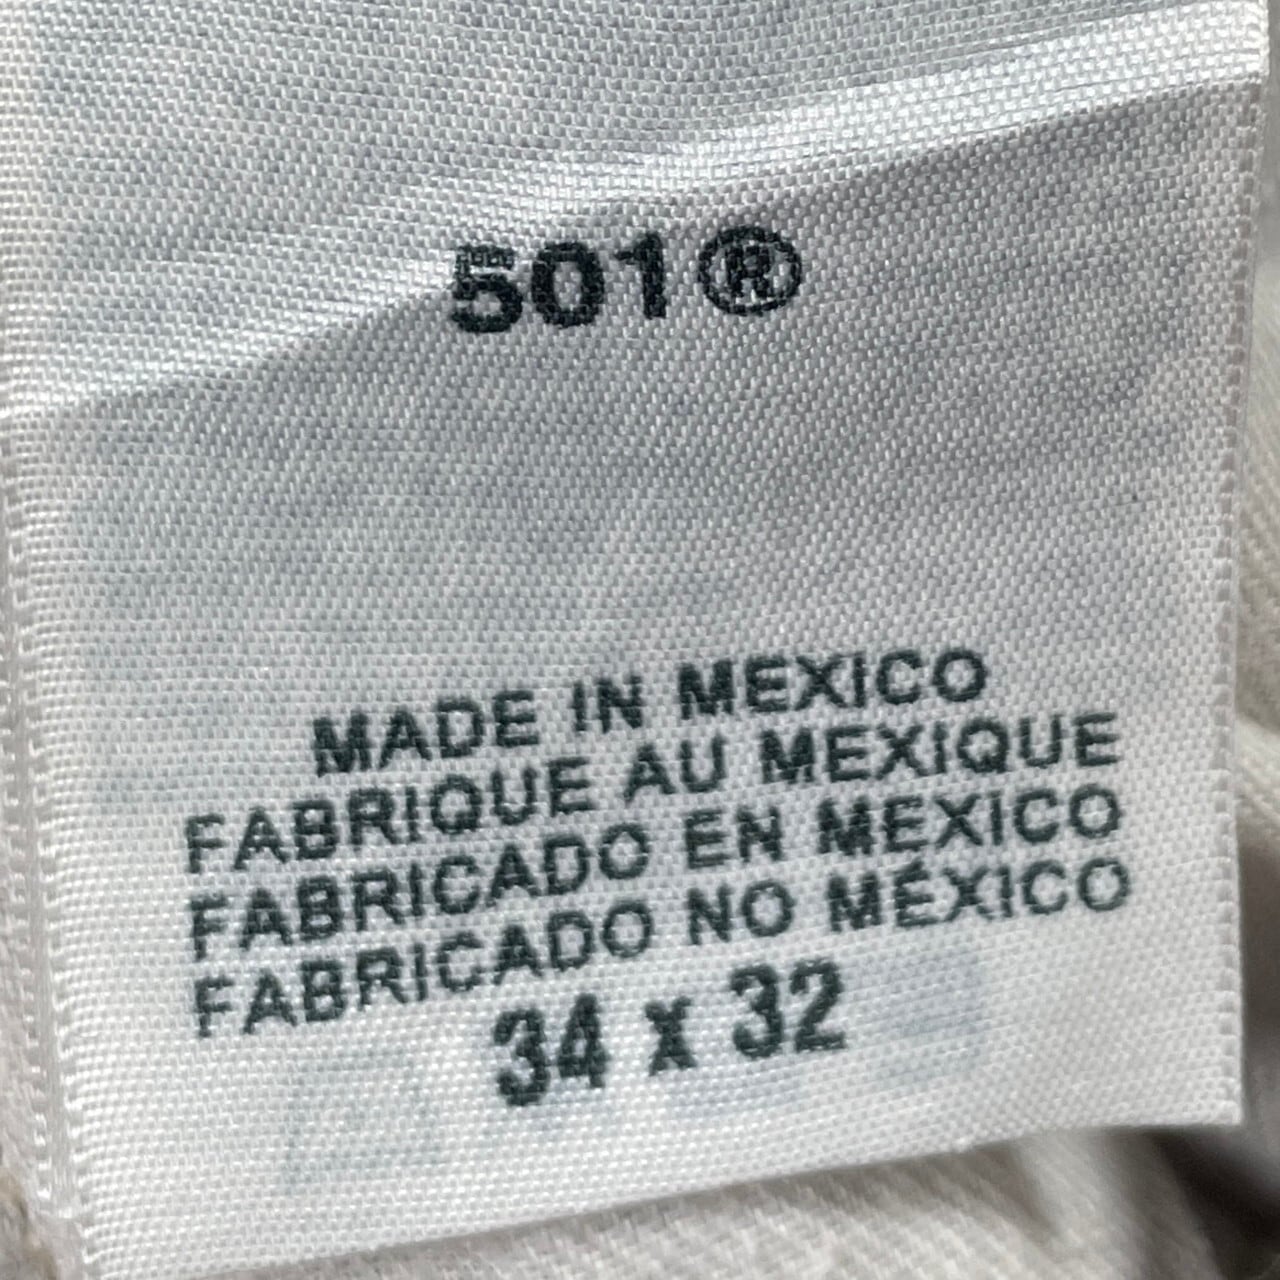 501®
MADE IN MEXICO
FABRIQUE AU MEXIQUE
FABRICADO EN MEXICO
FABRICADO NO MÉXICO
34 x 32